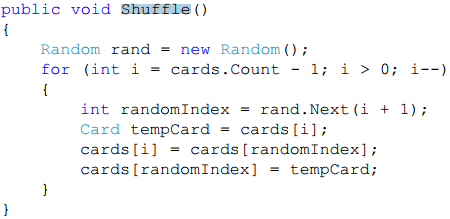 public void Shuffle()
{
    Random rand = new Random();
    for (int i = cards.Count - 1; i > 0; i--)
    {
        int randomIndex = rand.Next(i + 1);
        Card tempCard = cards[i];
        cards[i] = cards[randomIndex];
        cards[randomIndex] = tempCard;
    }
}